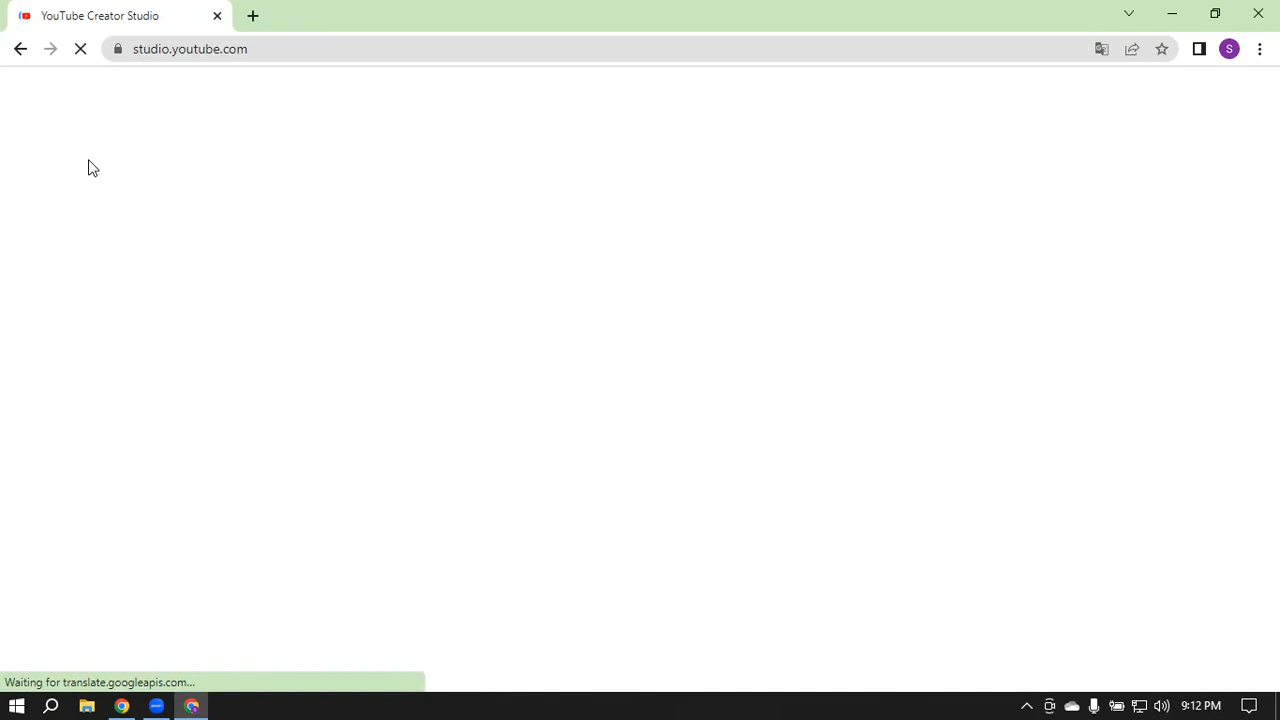 YouTube Creator Studio
studio.youtube.com
S
Waiting for translate.googleapis.com...
9:12 PM